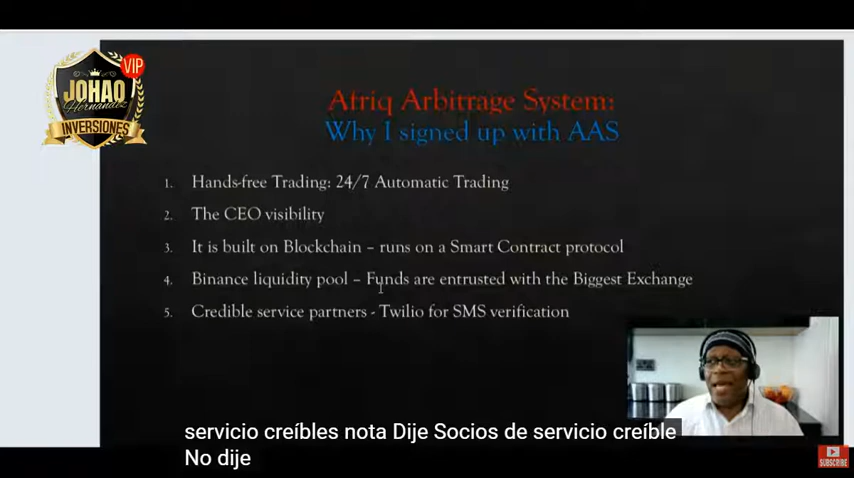 VIP
JOHAO
Hernandez
INVERSIONES
Afriq Arbitrage System:
Why I signed up with AAS
1. Hands-free Trading: 24/7 Automatic Trading
2. The CEO visibility
3. It is built on Blockchain – runs on a Smart Contract protocol
4. Binance liquidity pool – Funds are entrusted with the Biggest Exchange
5. Credible service partners - Twilio for SMS verification
servicio creíbles nota Dije Socios de servicio creíble
No dije
SUBSCRIBE